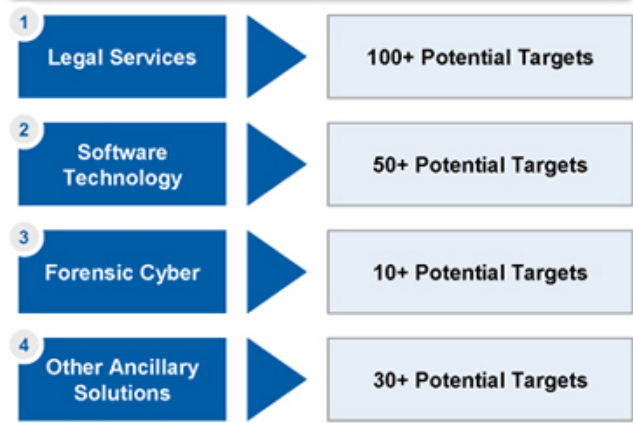 1
Legal Services
100+ Potential Targets
2
Software
Technology
50+ Potential Targets
3
Forensic Cyber
10+ Potential Targets
4
Other Ancillary
Solutions
30+ Potential Targets